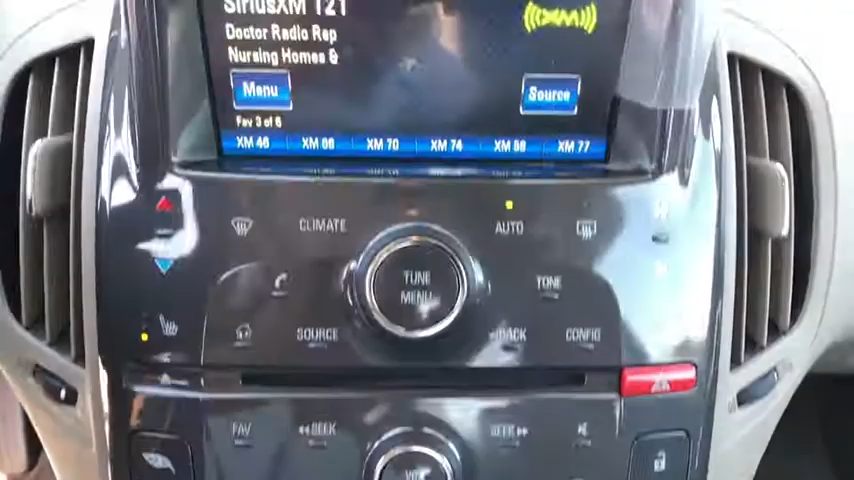 SiriusXM 121
Doctor Radio Rep
Nursing Homes &
((XM))
Menu
Source
Fav 3 of 6
XM 46 XM 66 XM 70 XM 74 XM 77
CLIMATE
AUTO
TUNE
MENU
TONE
SOURCE
BACK
CONFIG
FAV
SEEK
SEEK
VOL